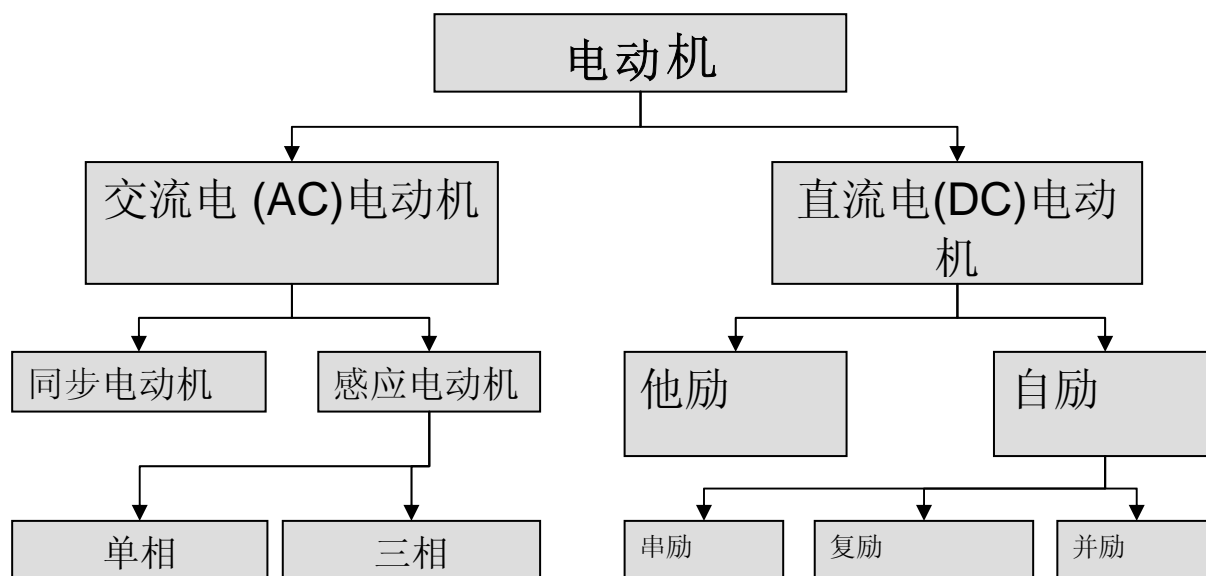 电动机
交流电 (AC)电动机
直流电(DC)电动
机
同步电动机
感应电动机
他励
自励
单相
三相
串励
复励
并励